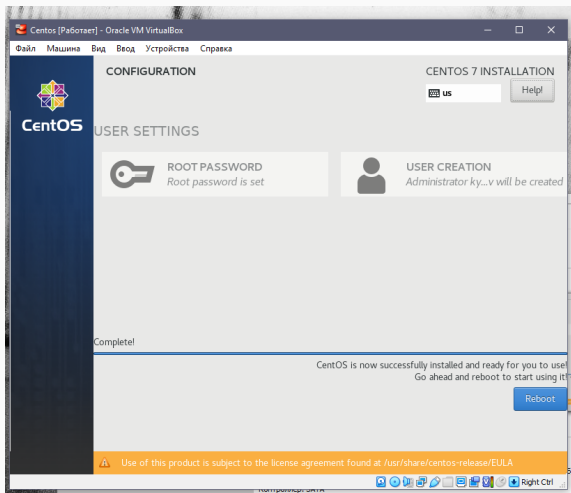 Centos [Работает] - Oracle VM VirtualBox
Файл Машина Вид Ввод Устройства Справка
CONFIGURATION
CENTOS 7 INSTALLATION
us
Help!
CentOS
USER SETTINGS
ROOT PASSWORD
Root password is set
USER CREATION
Administrator ky...v will be created
Complete!
CentOS is now successfully installed and ready for you to use!
Go ahead and reboot to start using it!
Reboot
Use of this product is subject to the license agreement found at /usr/share/centos-release/EULA
Right Ctrl